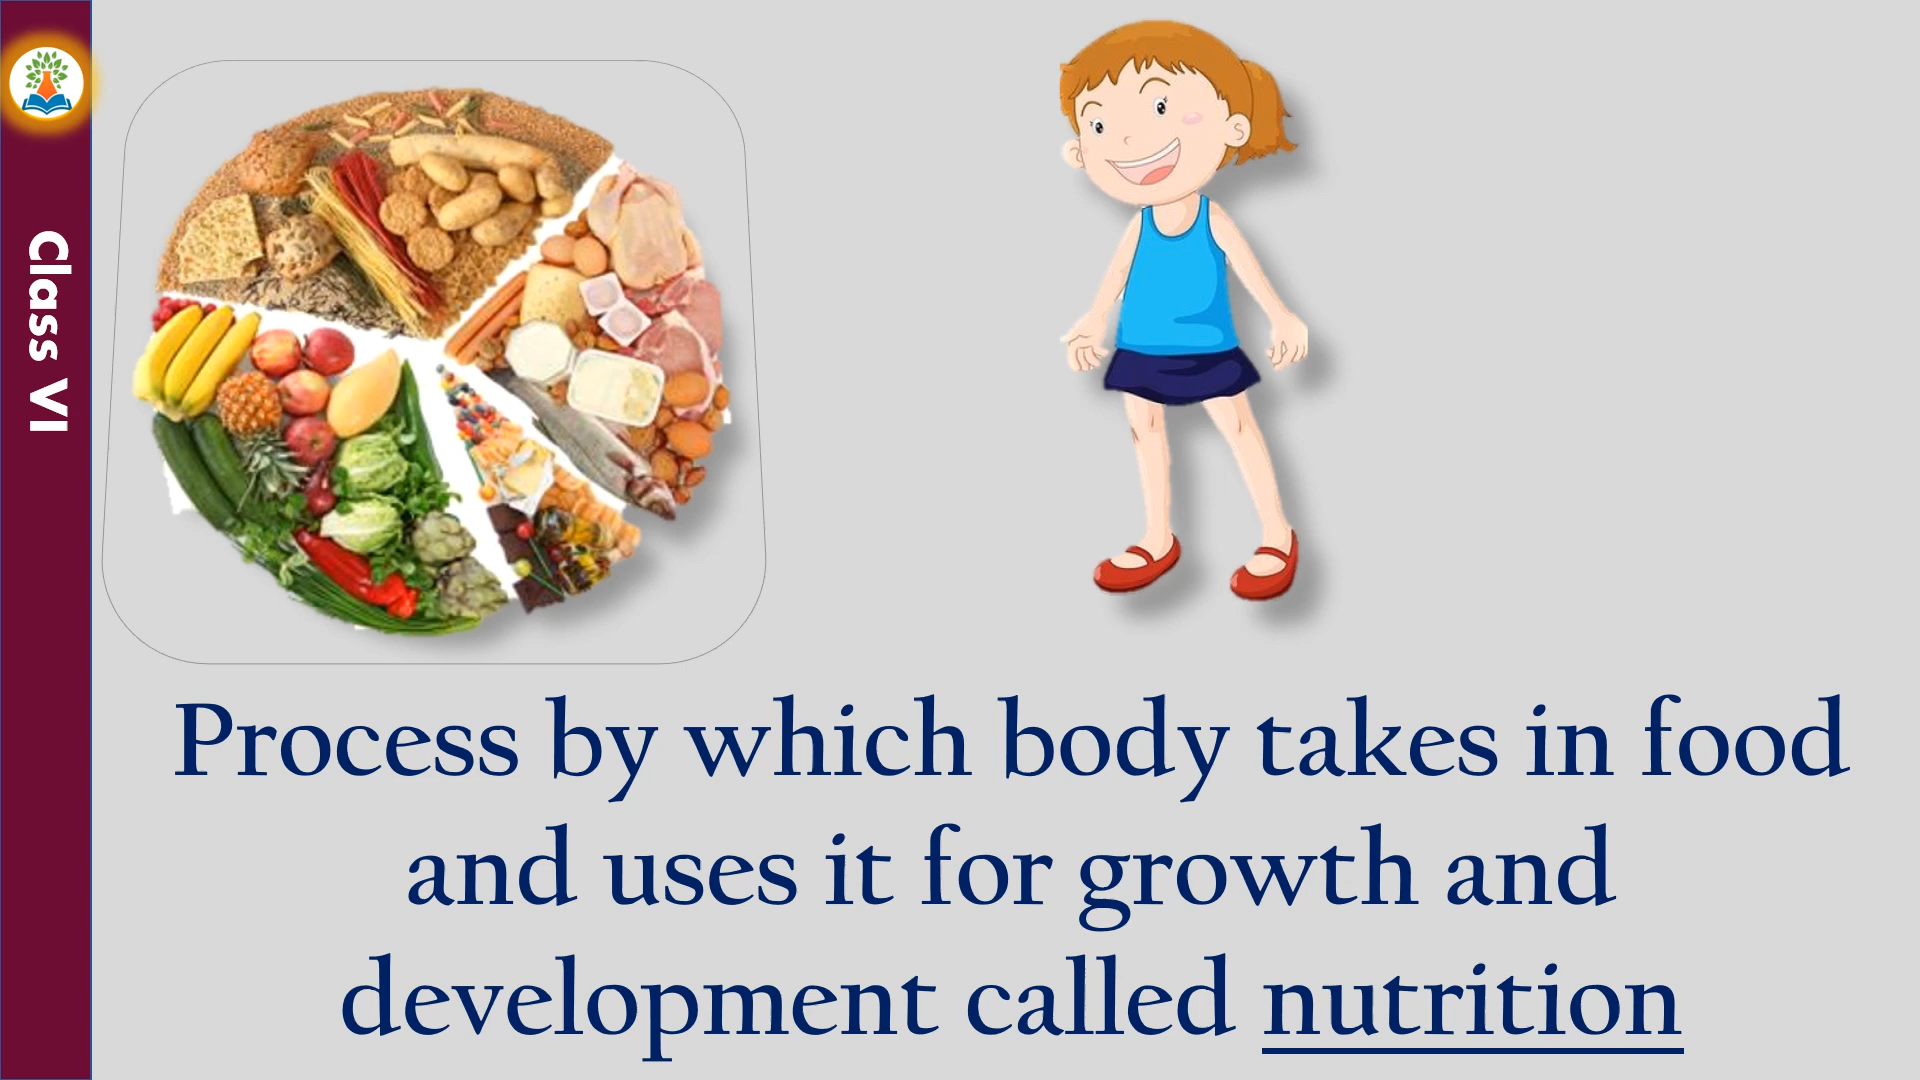 Class VI
Process by which body takes in food
and uses it for growth and
development called nutrition